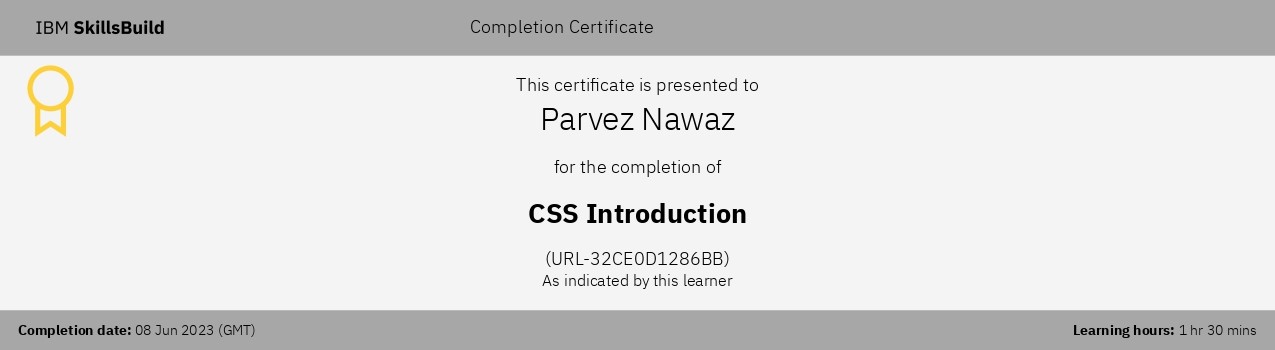 IBM SkillsBuild
Completion Certificate
This certificate is presented to
Parvez Nawaz
for the completion of
CSS Introduction
(URL-32CE0D1286BB)
As indicated by this learner
Completion date: 08 Jun 2023 (GMT)
Learning hours: 1 hr 30 mins